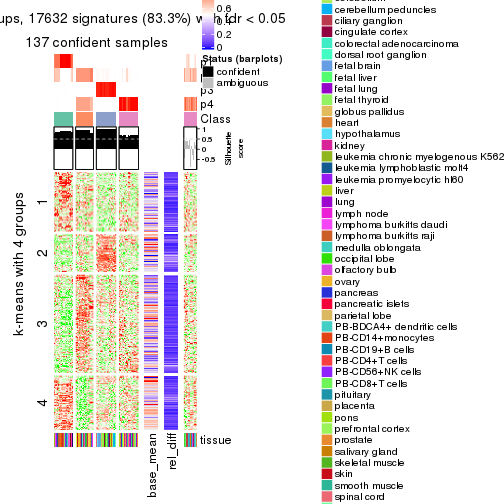 ups, 17632 signatures (83.3%) with fdr < 0.05
137 confident samples
p4
Class
1
0.5
0
-0.5
Silhouette
score
0.6
0.2
0
Status (barplots)
confident
ambiguous
k-means with 4 groups
1
2
3
4
tissue
base_mean
rel_diff
cerebellum peduncles
ciliary ganglion
cingulate cortex
colorectal adenocarcinoma
dorsal root ganglion
fetal brain
fetal liver
fetal lung
fetal thyroid
globus pallidus
heart
hypothalamus
kidney
leukemia chronic myelogenous K562
leukemia lymphoblastic molt4
leukemia promyelocytic hl60
liver
lung
lymph node
lymphoma burkitts daudi
lymphoma burkitts raji
medulla oblongata
occipital lobe
olfactory bulb
ovary
pancreas
pancreatic islets
parietal lobe
PB-BDCA4+ dendritic cells
PB-CD14+monocytes
PB-CD19+B cells
PB-CD4+T cells
PB-CD56+NK cells
PB-CD8+T cells
pituitary
placenta
pons
prefrontal cortex
prostate
salivary gland
skeletal muscle
skin
smooth muscle
spinal cord